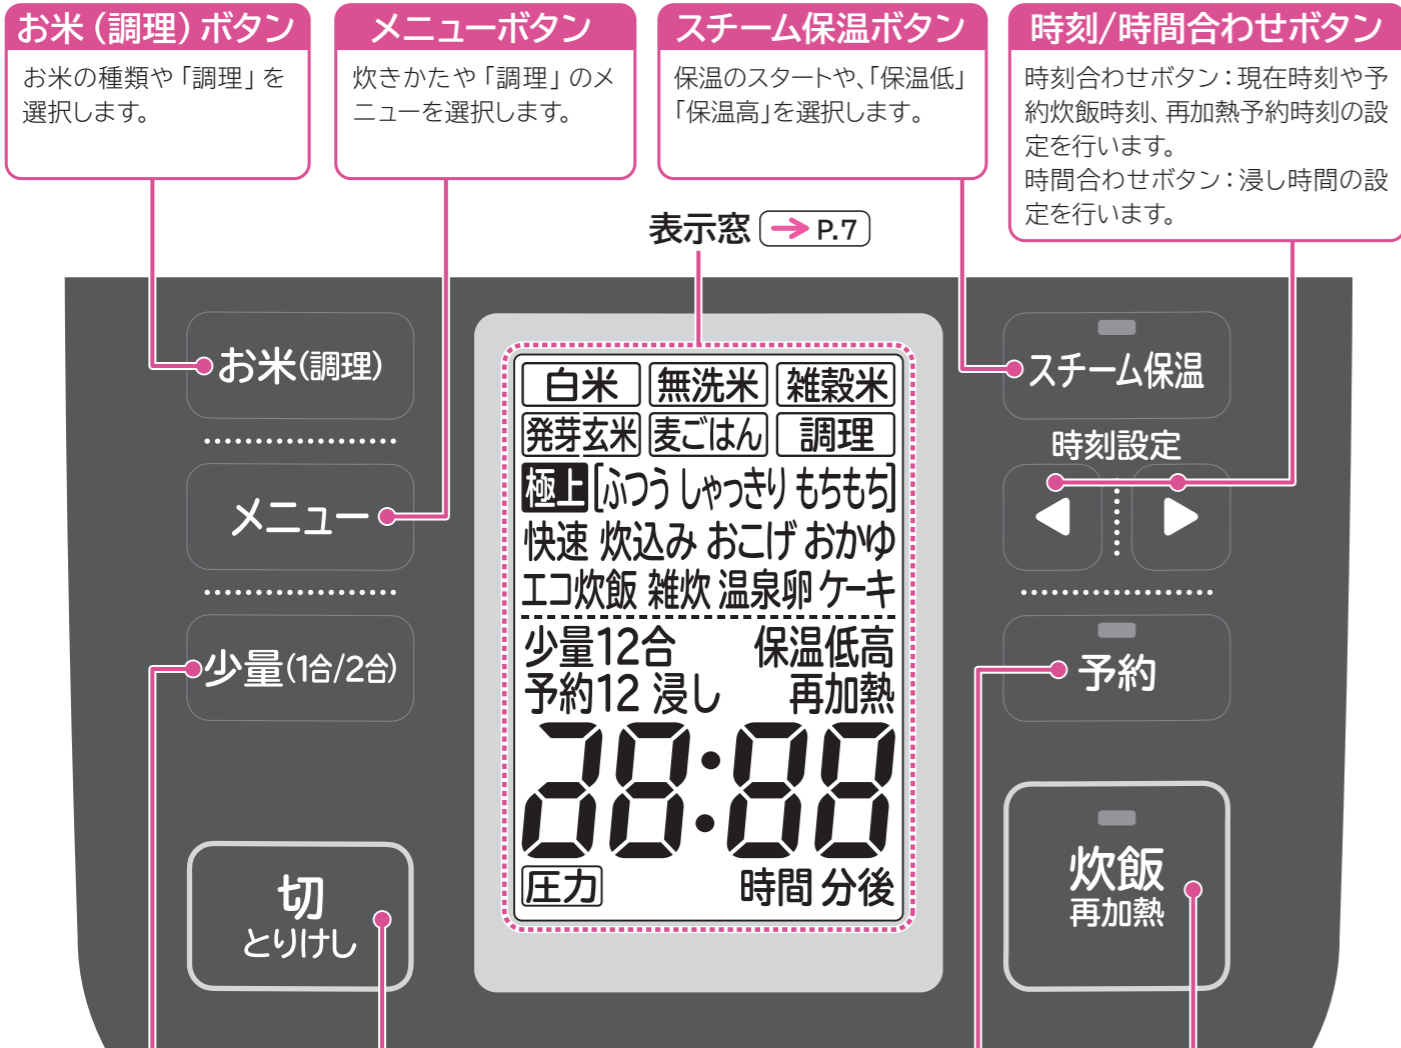 お米（調理）ボタン
お米の種類や「調理」を
選択します。
メニューボタン
炊きかたや「調理」のメ
ニューを選択します。
スチーム保温ボタン
保温のスタートや、「保温低」
「保温高」を選択します。
時刻/時間合わせボタン
時刻合わせボタン：現在時刻や予
約炊飯時刻、再加熱予約時刻の設
定を行います。
時間合わせボタン：浸し時間の設
定を行います。
表示窓 → P.7
お米(調理)
メニュー
少量(1合/2合)
切
とりけし
白米 無洗米 雑穀米
発芽玄米 麦ごはん 調理
極上 [ふつう しゃっきり もちもち]
快速 炊込み おこげ おかゆ
エコ炊飯 雑炊 温泉卵 ケーキ
少量12合 保温低高
予約12 浸し 再加熱
28:88
圧力 時間 分後
スチーム保温
時刻設定
◀ ▶
予約
炊飯
再加熱